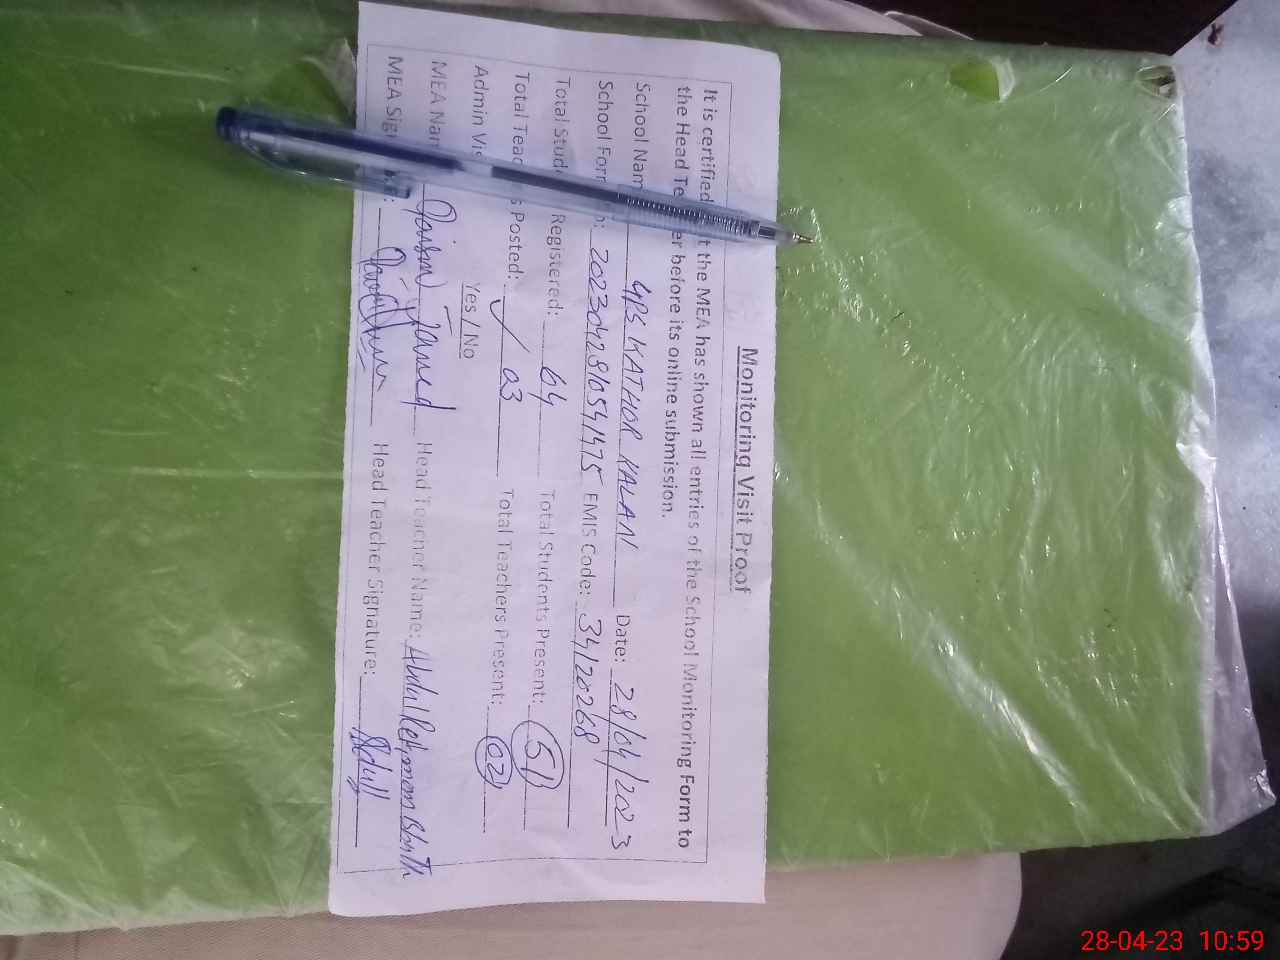 Monitoring Visit Proof
It is certified t the MEA has shown all entries of the School Monitoring Form to
the Head Te er before its online submission.
School Nam GPS KATHOR KALAN Date: 28/04/2023
School For : 2023042810541475 EMIS Code: 34120268
Total Stud Registered: 64 Total Students Present: 51
Total Teac s Posted: 03 Total Teachers Present: 02
Admin Vis Yes / No
MEA Nam Javed Head Teacher Name: Abdul
MEA Sig : Head Teacher Signature:
28-04-23 10:59